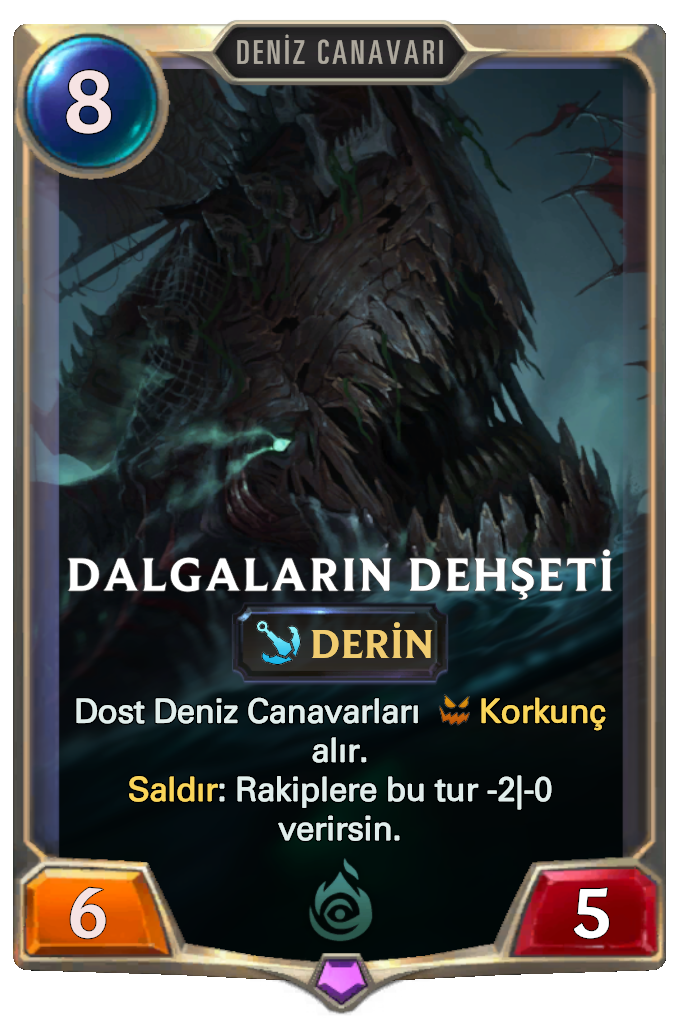 DENİZ CANAVARI
8
DALGALARIN DEHŞETİ
DERİN
Dost Deniz Canavarları Korkunç
alır.
Saldır: Rakiplere bu tur -2|-0
verirsin.
6
5